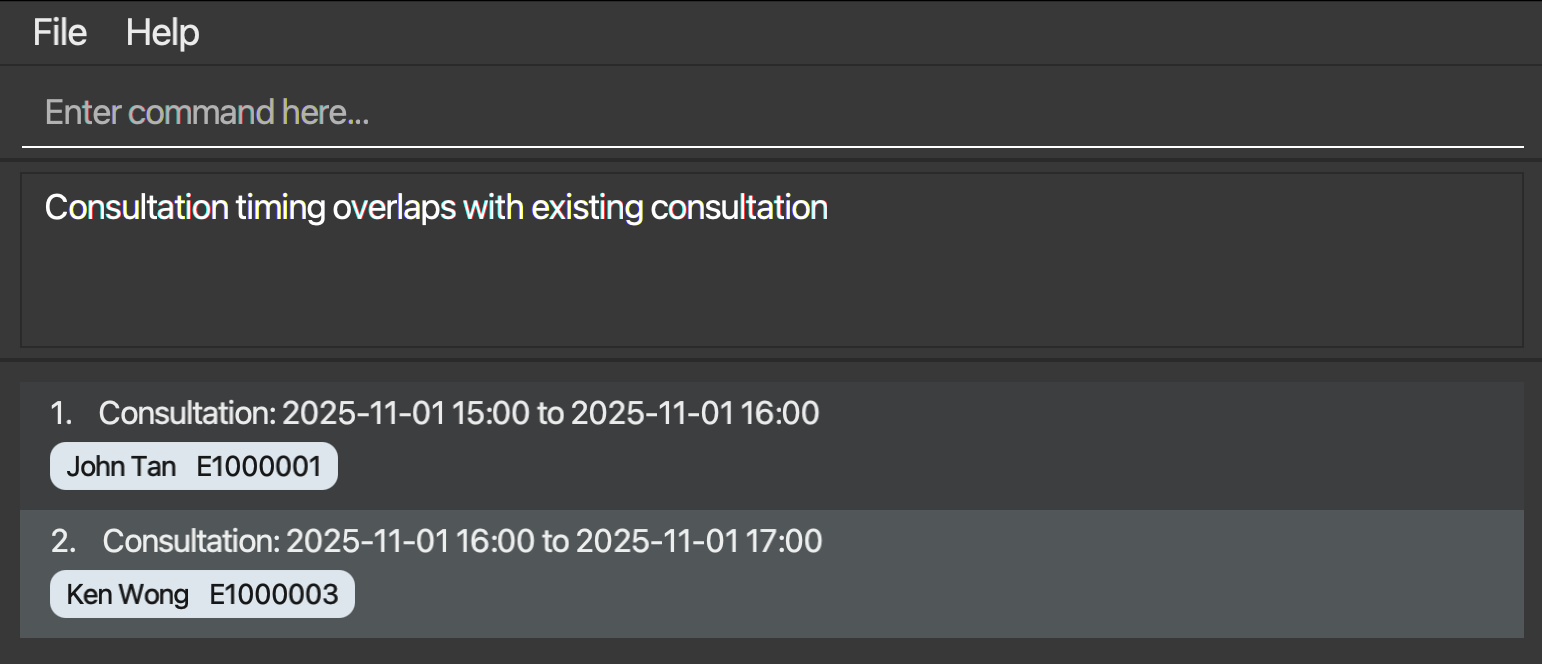 File Help
Enter command here...
Consultation timing overlaps with existing consultation
1. Consultation: 2025-11-01 15:00 to 2025-11-01 16:00
John Tan E1000001
2. Consultation: 2025-11-01 16:00 to 2025-11-01 17:00
Ken Wong E1000003